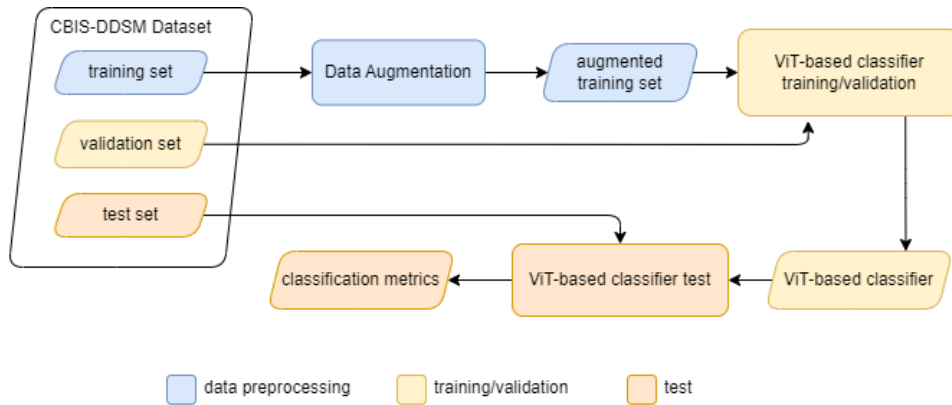 CBIS-DDSM Dataset
training set
Data Augmentation
augmented
training set
ViT-based classifier
training/validation
validation set
test set
classification metrics
ViT-based classifier test
ViT-based classifier
data preprocessing
training/validation
test